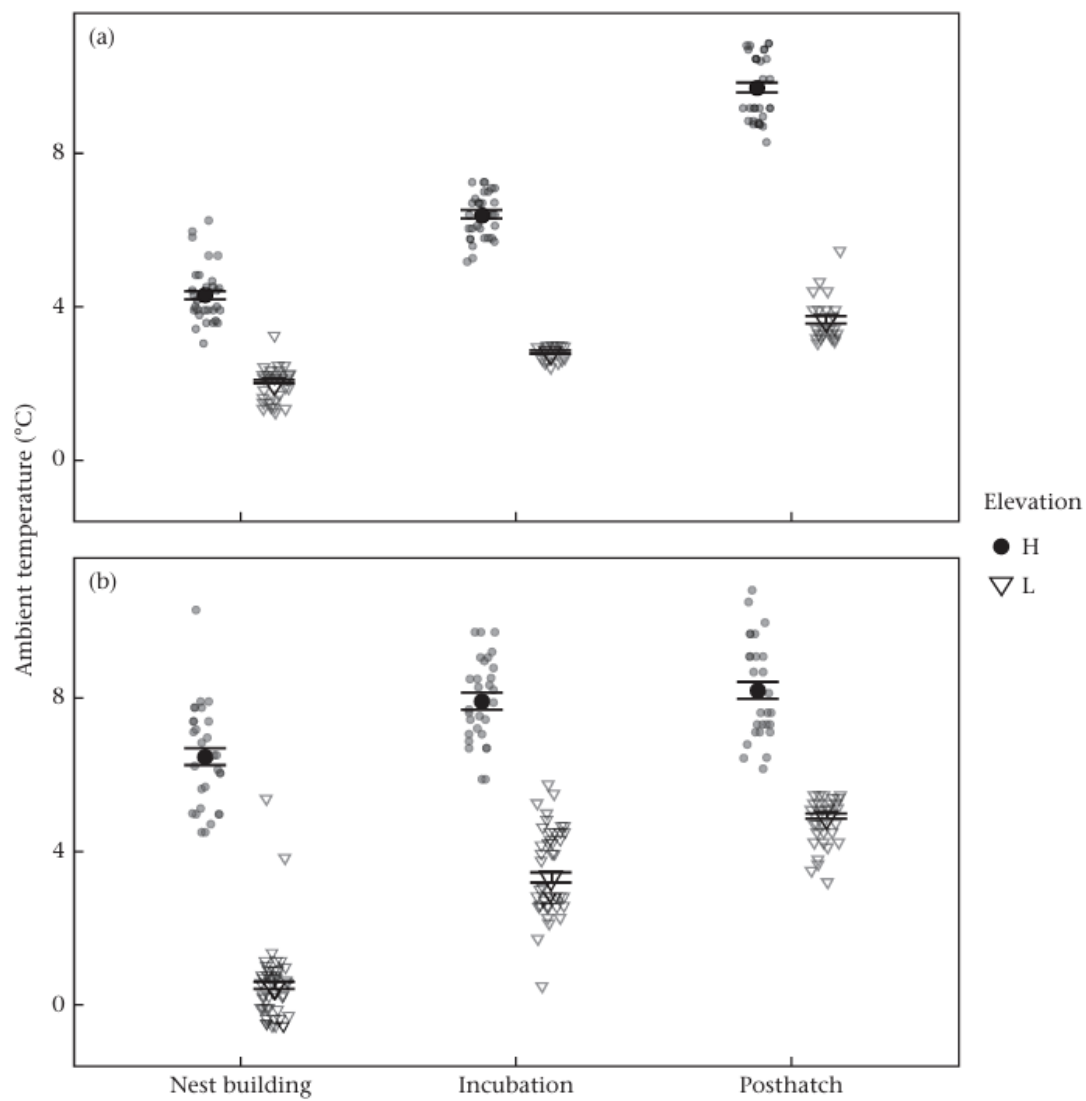 (a)
8
4
0
Ambient temperature (°C)
Elevation
H
L
(b)
8
4
0
Nest building Incubation Posthatch